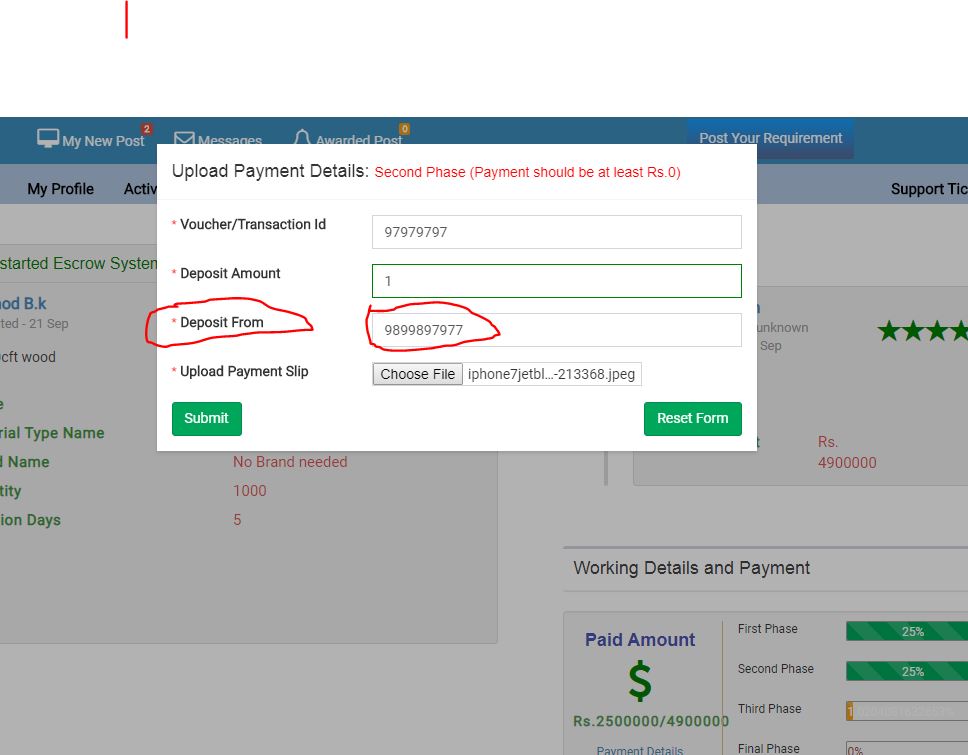 My New Post 2 Messages Awarded Post 0 Post Your Requirement
My Profile Activ Support Tic
Upload Payment Details: Second Phase (Payment should be at least Rs.0)
* Voucher/Transaction Id 97979797
* Deposit Amount 1
* Deposit From 9899897977
* Upload Payment Slip Choose File iphone7jetbl...-213368.jpeg
Submit Reset Form
started Escrow System
od B.k
ted - 21 Sep
cft wood
e
rial Type Name
d Name No Brand needed
tity 1000
ion Days 5
n
unknown
Sep
t Rs.
4900000
Working Details and Payment
Paid Amount
$
Rs.2500000/4900000
Payment Details
First Phase 25%
Second Phase 25%
Third Phase 1.0204081632653%
Final Phase 0%